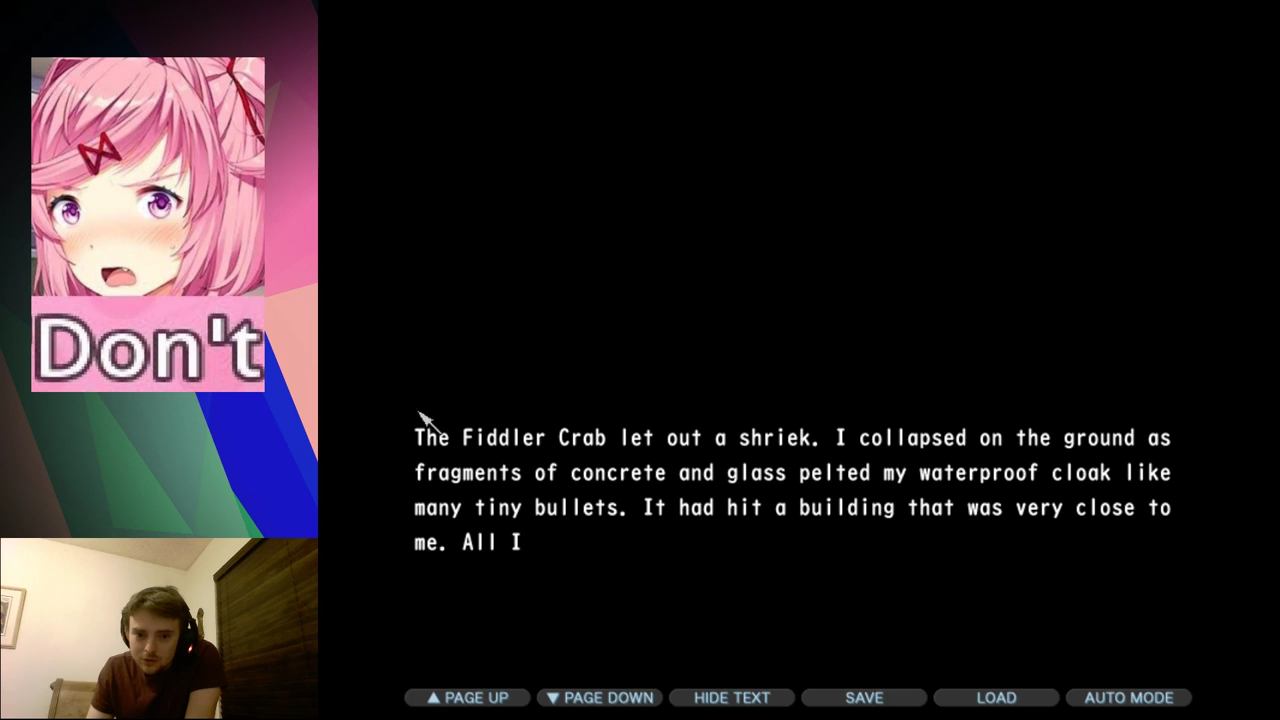 Don't
The Fiddler Crab let out a shriek. I collapsed on the ground as
fragments of concrete and glass pelted my waterproof cloak like
many tiny bullets. It had hit a building that was very close to
me. All I
▲ PAGE UP ▼ PAGE DOWN HIDE TEXT SAVE LOAD AUTO MODE